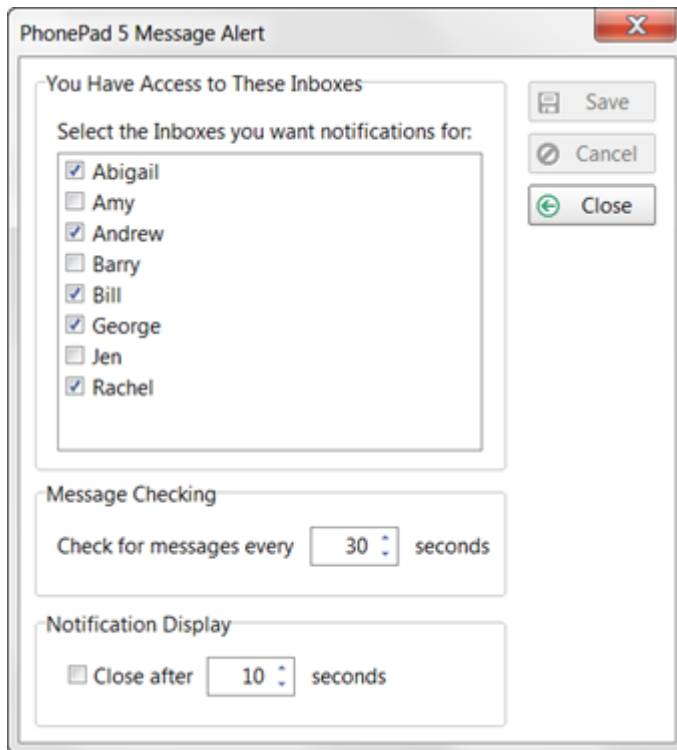 PhonePad 5 Message Alert
You Have Access to These Inboxes
Select the Inboxes you want notifications for:
Abigail
Amy
Andrew
Barry
Bill
George
Jen
Rachel
Save
Cancel
Close
Message Checking
Check for messages every 30 seconds
Notification Display
Close after 10 seconds